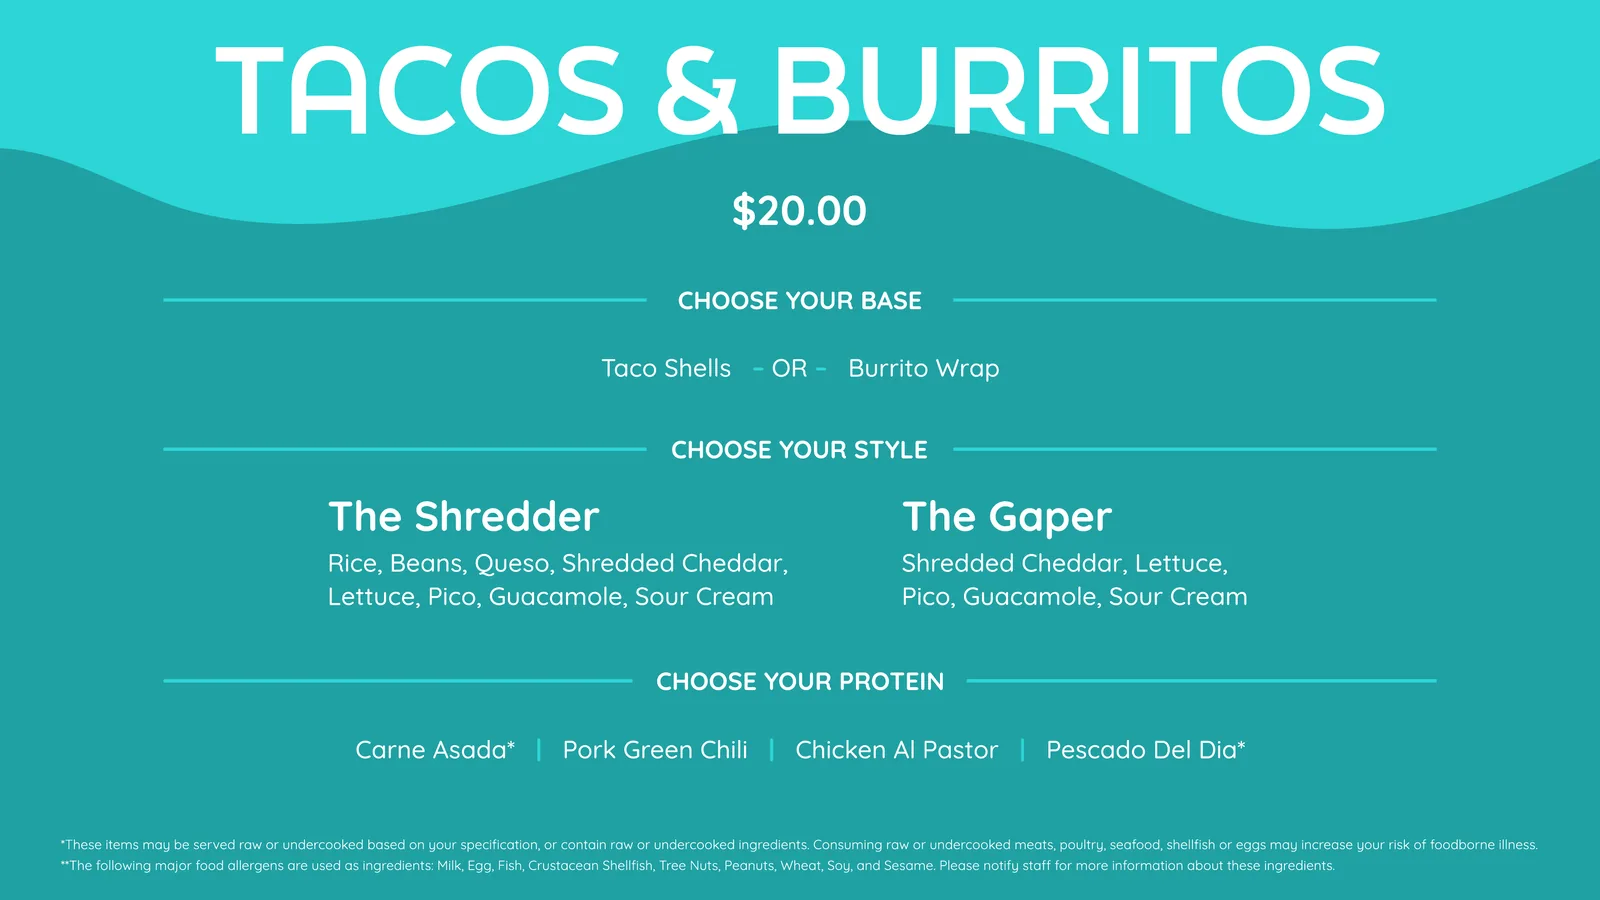 TACOS & BURRITOS
$20.00
CHOOSE YOUR BASE
Taco Shells - OR - Burrito Wrap
CHOOSE YOUR STYLE
The Shredder
Rice, Beans, Queso, Shredded Cheddar,
Lettuce, Pico, Guacamole, Sour Cream
The Gaper
Shredded Cheddar, Lettuce,
Pico, Guacamole, Sour Cream
CHOOSE YOUR PROTEIN
Carne Asada* | Pork Green Chili | Chicken Al Pastor | Pescado Del Dia*
*These items may be served raw or undercooked based on your specification, or contain raw or undercooked ingredients. Consuming raw or undercooked meats, poultry, seafood, shellfish or eggs may increase your risk of foodborne illness.
**The following major food allergens are used as ingredients: Milk, Egg, Fish, Crustacean Shellfish, Tree Nuts, Peanuts, Wheat, Soy, and Sesame. Please notify staff for more information about these ingredients.